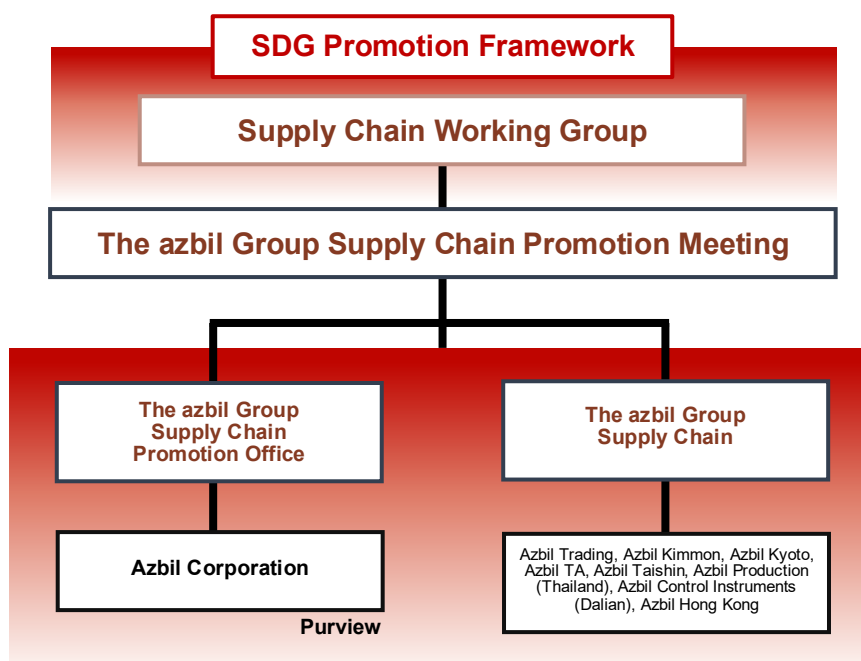 SDG Promotion Framework
Supply Chain Working Group
The azbil Group Supply Chain Promotion Meeting
The azbil Group
Supply Chain
Promotion Office
The azbil Group
Supply Chain
Azbil Corporation
Purview
Azbil Trading, Azbil Kimmon, Azbil Kyoto,
Azbil TA, Azbil Taishin, Azbil Production
(Thailand), Azbil Control Instruments
(Dalian), Azbil Hong Kong